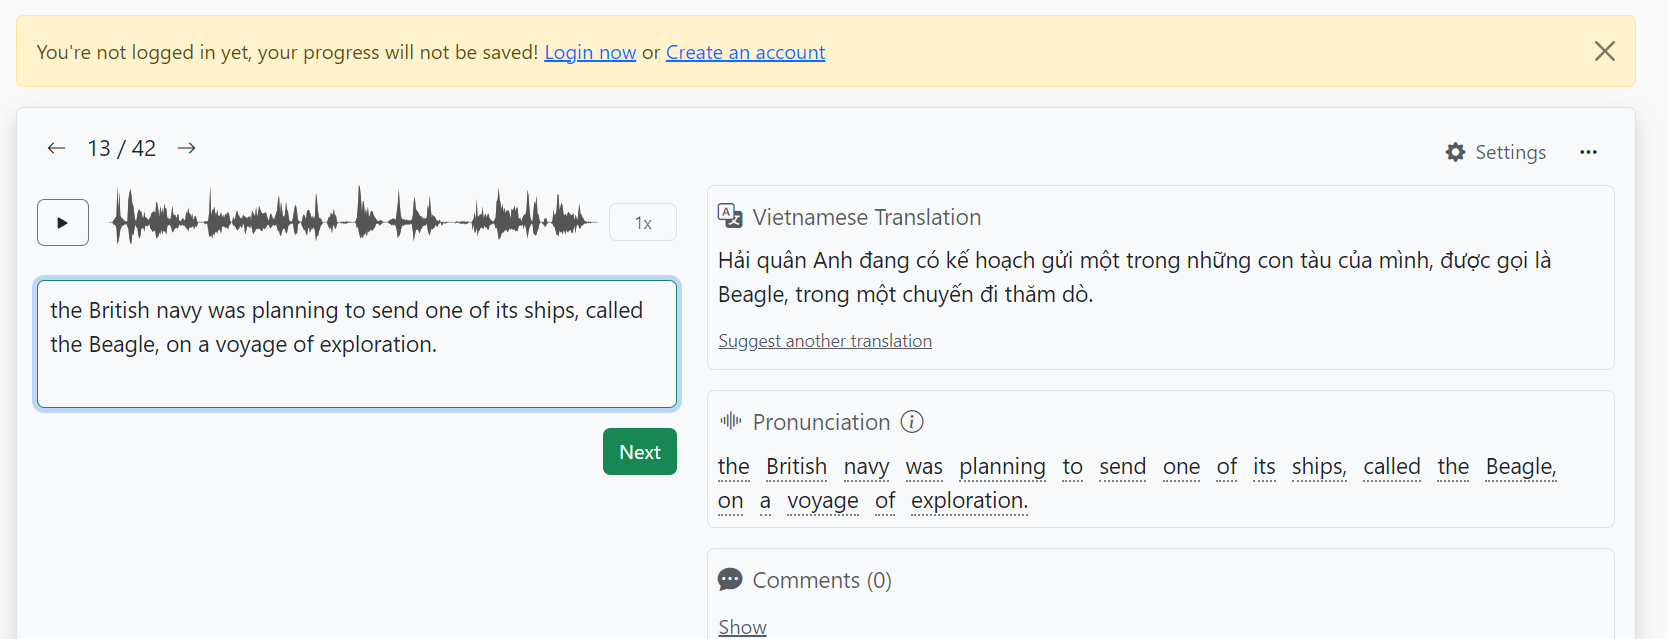 You're not logged in yet, your progress will not be saved! Login now or Create an account
13 / 42
Settings
1x
the British navy was planning to send one of its ships, called
the Beagle, on a voyage of exploration.
Next
Vietnamese Translation
Hải quân Anh đang có kế hoạch gửi một trong những con tàu của mình, được gọi là
Beagle, trong một chuyến đi thăm dò.
Suggest another translation
Pronunciation
the British navy was planning to send one of its ships, called the Beagle,
on a voyage of exploration.
Comments (0)
Show